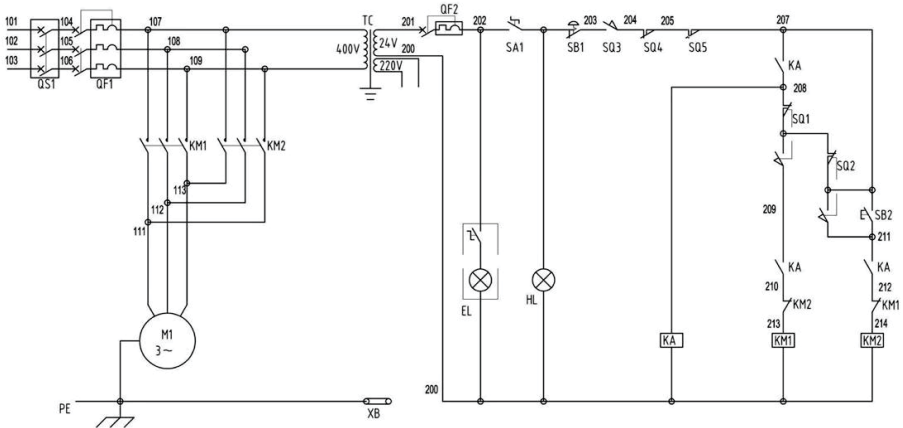 101 104 107 TC 201 QF2 202 203 204 205 207
102 105 108 400V 24V 200 SA1 SB1 SQ3 SQ4 SQ5
103 106 109 220V KA
QS1 QF1 208
SQ1
KM1 KM2 SQ2
113
112 209 SB2
111 211
KA KA
210 212
EL HL KM2 KM1
M1 213 214
3~ KA KM1 KM2
200
PE XB